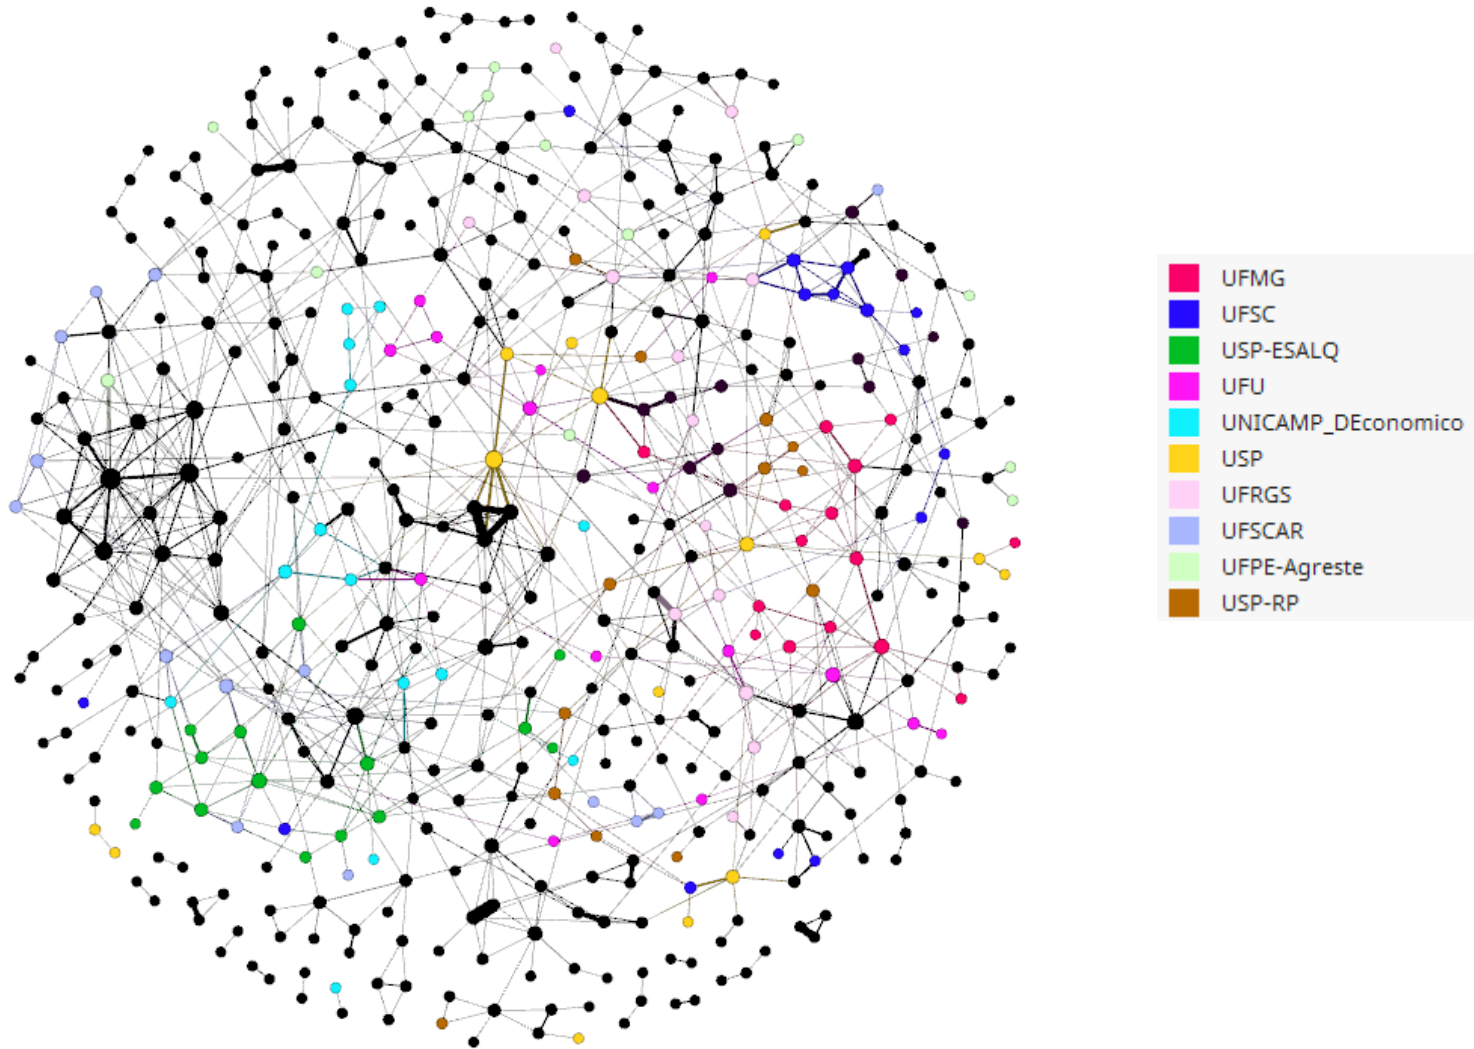 UFMG
UFSC
USP-ESALQ
UFU
UNICAMP_DEconomico
USP
UFRGS
UFSCAR
UFPE-Agreste
USP-RP